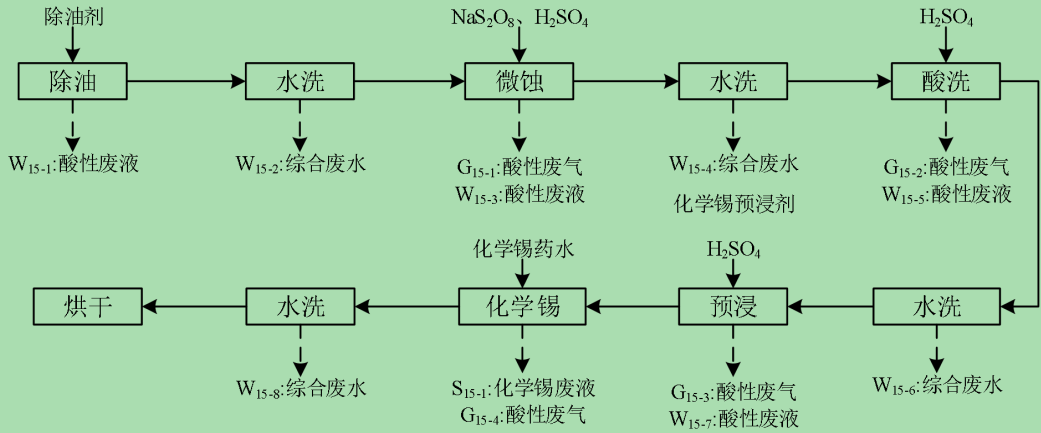 除油剂
NaS₂O₈、H₂SO₄
H₂SO₄
除油
水洗
微蚀
水洗
酸洗
W₁₅₋₁:酸性废液
W₁₅₋₂:综合废水
G₁₅₋₁:酸性废气
W₁₅₋₃:酸性废液
W₁₅₋₄:综合废水
G₁₅₋₂:酸性废气
W₁₅₋₅:酸性废液
化学锡预浸剂
化学锡药水
H₂SO₄
烘干
水洗
化学锡
预浸
水洗
W₁₅₋₈:综合废水
S₁₅₋₁:化学锡废液
G₁₅₋₄:酸性废气
G₁₅₋₃:酸性废气
W₁₅₋₇:酸性废液
W₁₅₋₆:综合废水